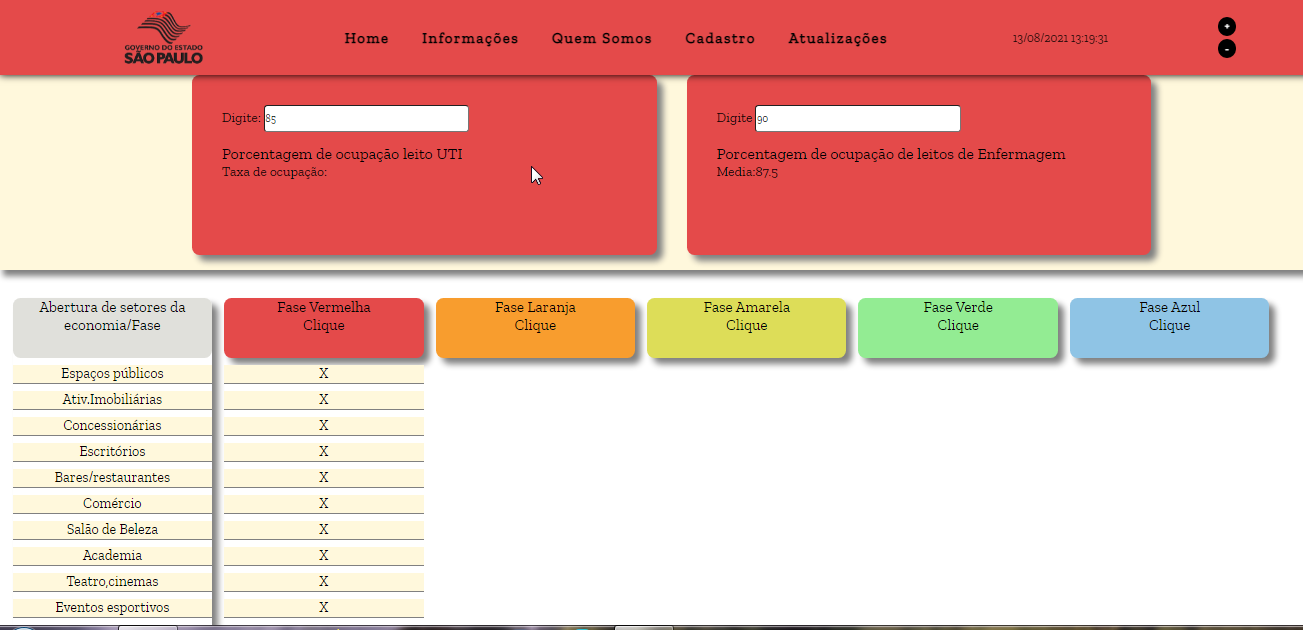 GOVERNO DO ESTADO
SÃO PAULO
Home Informações Quem Somos Cadastro Atualizações
13/08/2021 13:19:31
+
-
Digite: 85
Porcentagem de ocupação leito UTI
Taxa de ocupação:
Digite 90
Porcentagem de ocupação de leitos de Enfermagem
Media:87.5
Abertura de setores da
economia/Fase
Fase Vermelha
Clique
Fase Laranja
Clique
Fase Amarela
Clique
Fase Verde
Clique
Fase Azul
Clique
Espaços públicos X
Ativ.Imobiliárias X
Concessionárias X
Escritórios X
Bares/restaurantes X
Comércio X
Salão de Beleza X
Academia X
Teatro,cinemas X
Eventos esportivos X